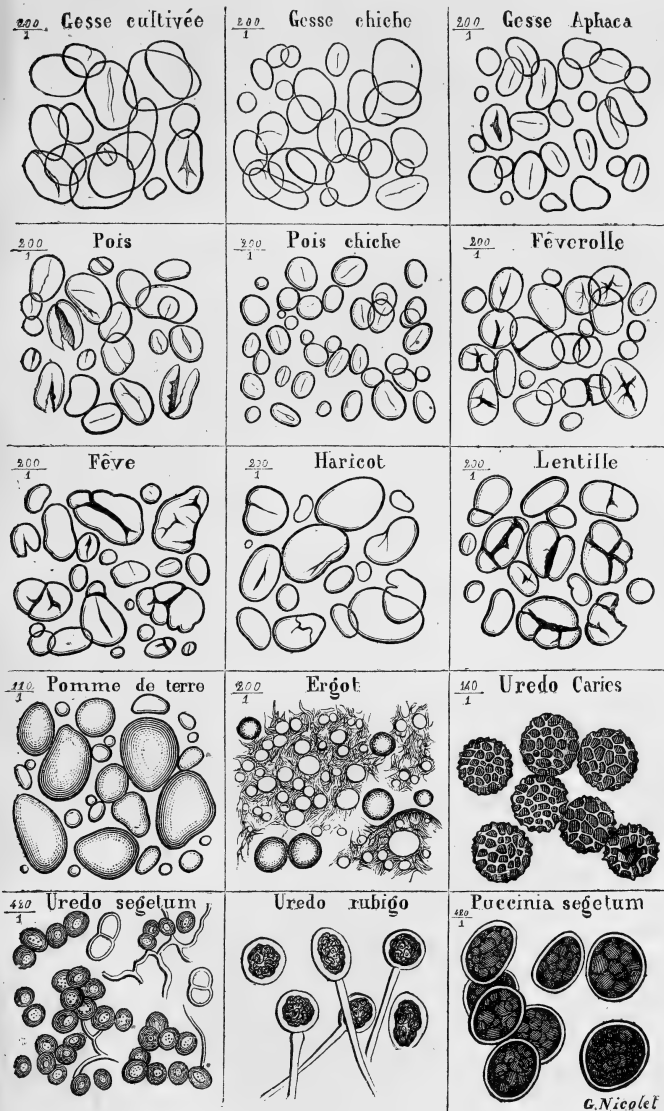 200/1 Gesse cultivée
200/1 Gesse chiche
200/1 Gesse Aphaca
200/1 Pois
200/1 Pois chiche
200/1 Féverolle
200/1 Fêve
200/1 Haricot
200/1 Lentille
110/1 Pomme de terre
200/1 Ergot
140/1 Uredo Caries
420/1 Uredo segetum
Uredo rubigo
420/1 Puccinia segetum
G. Nicolet